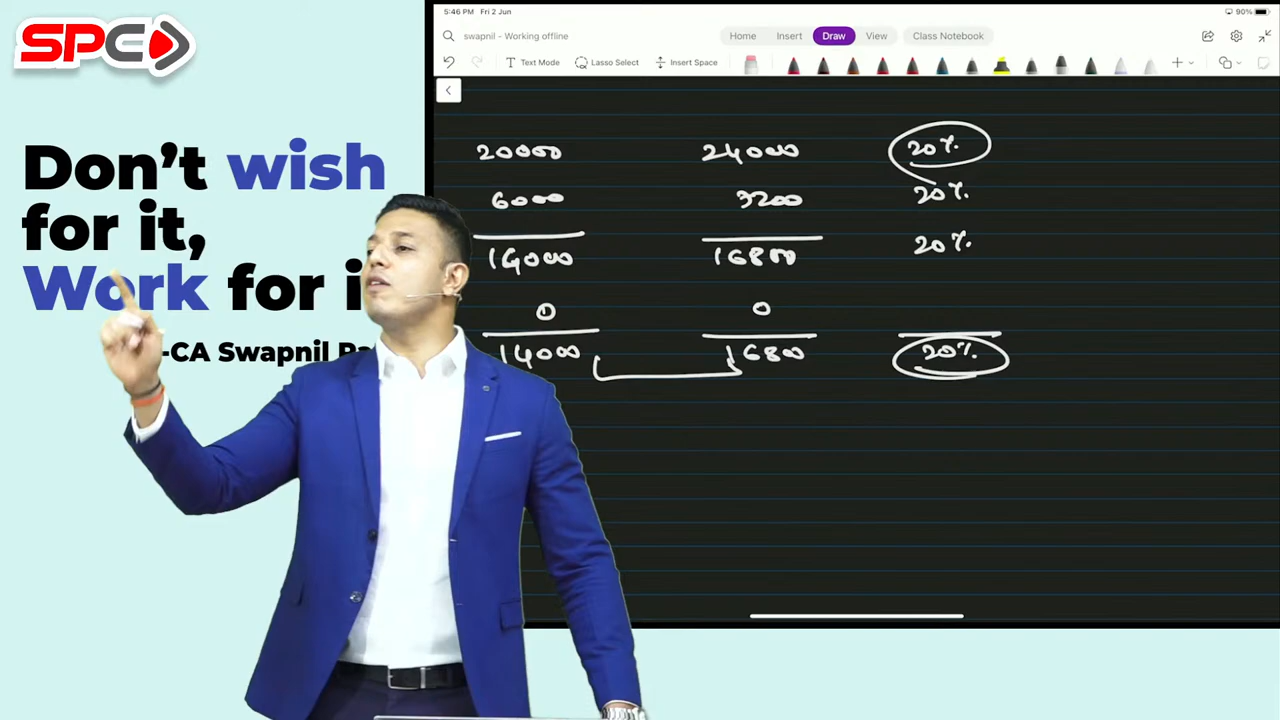 SPC
Don't wish
for it,
Work for i
-CA Swapnil Pa
5:46 PM Fri 2 Jun
90%
swapnil - Working offline
Home Insert Draw View Class Notebook
Text Mode Lasso Select Insert Space
20000 24000 20%
6000 7200 20%
14000 16800 20%
0 0
14000 16800 20%